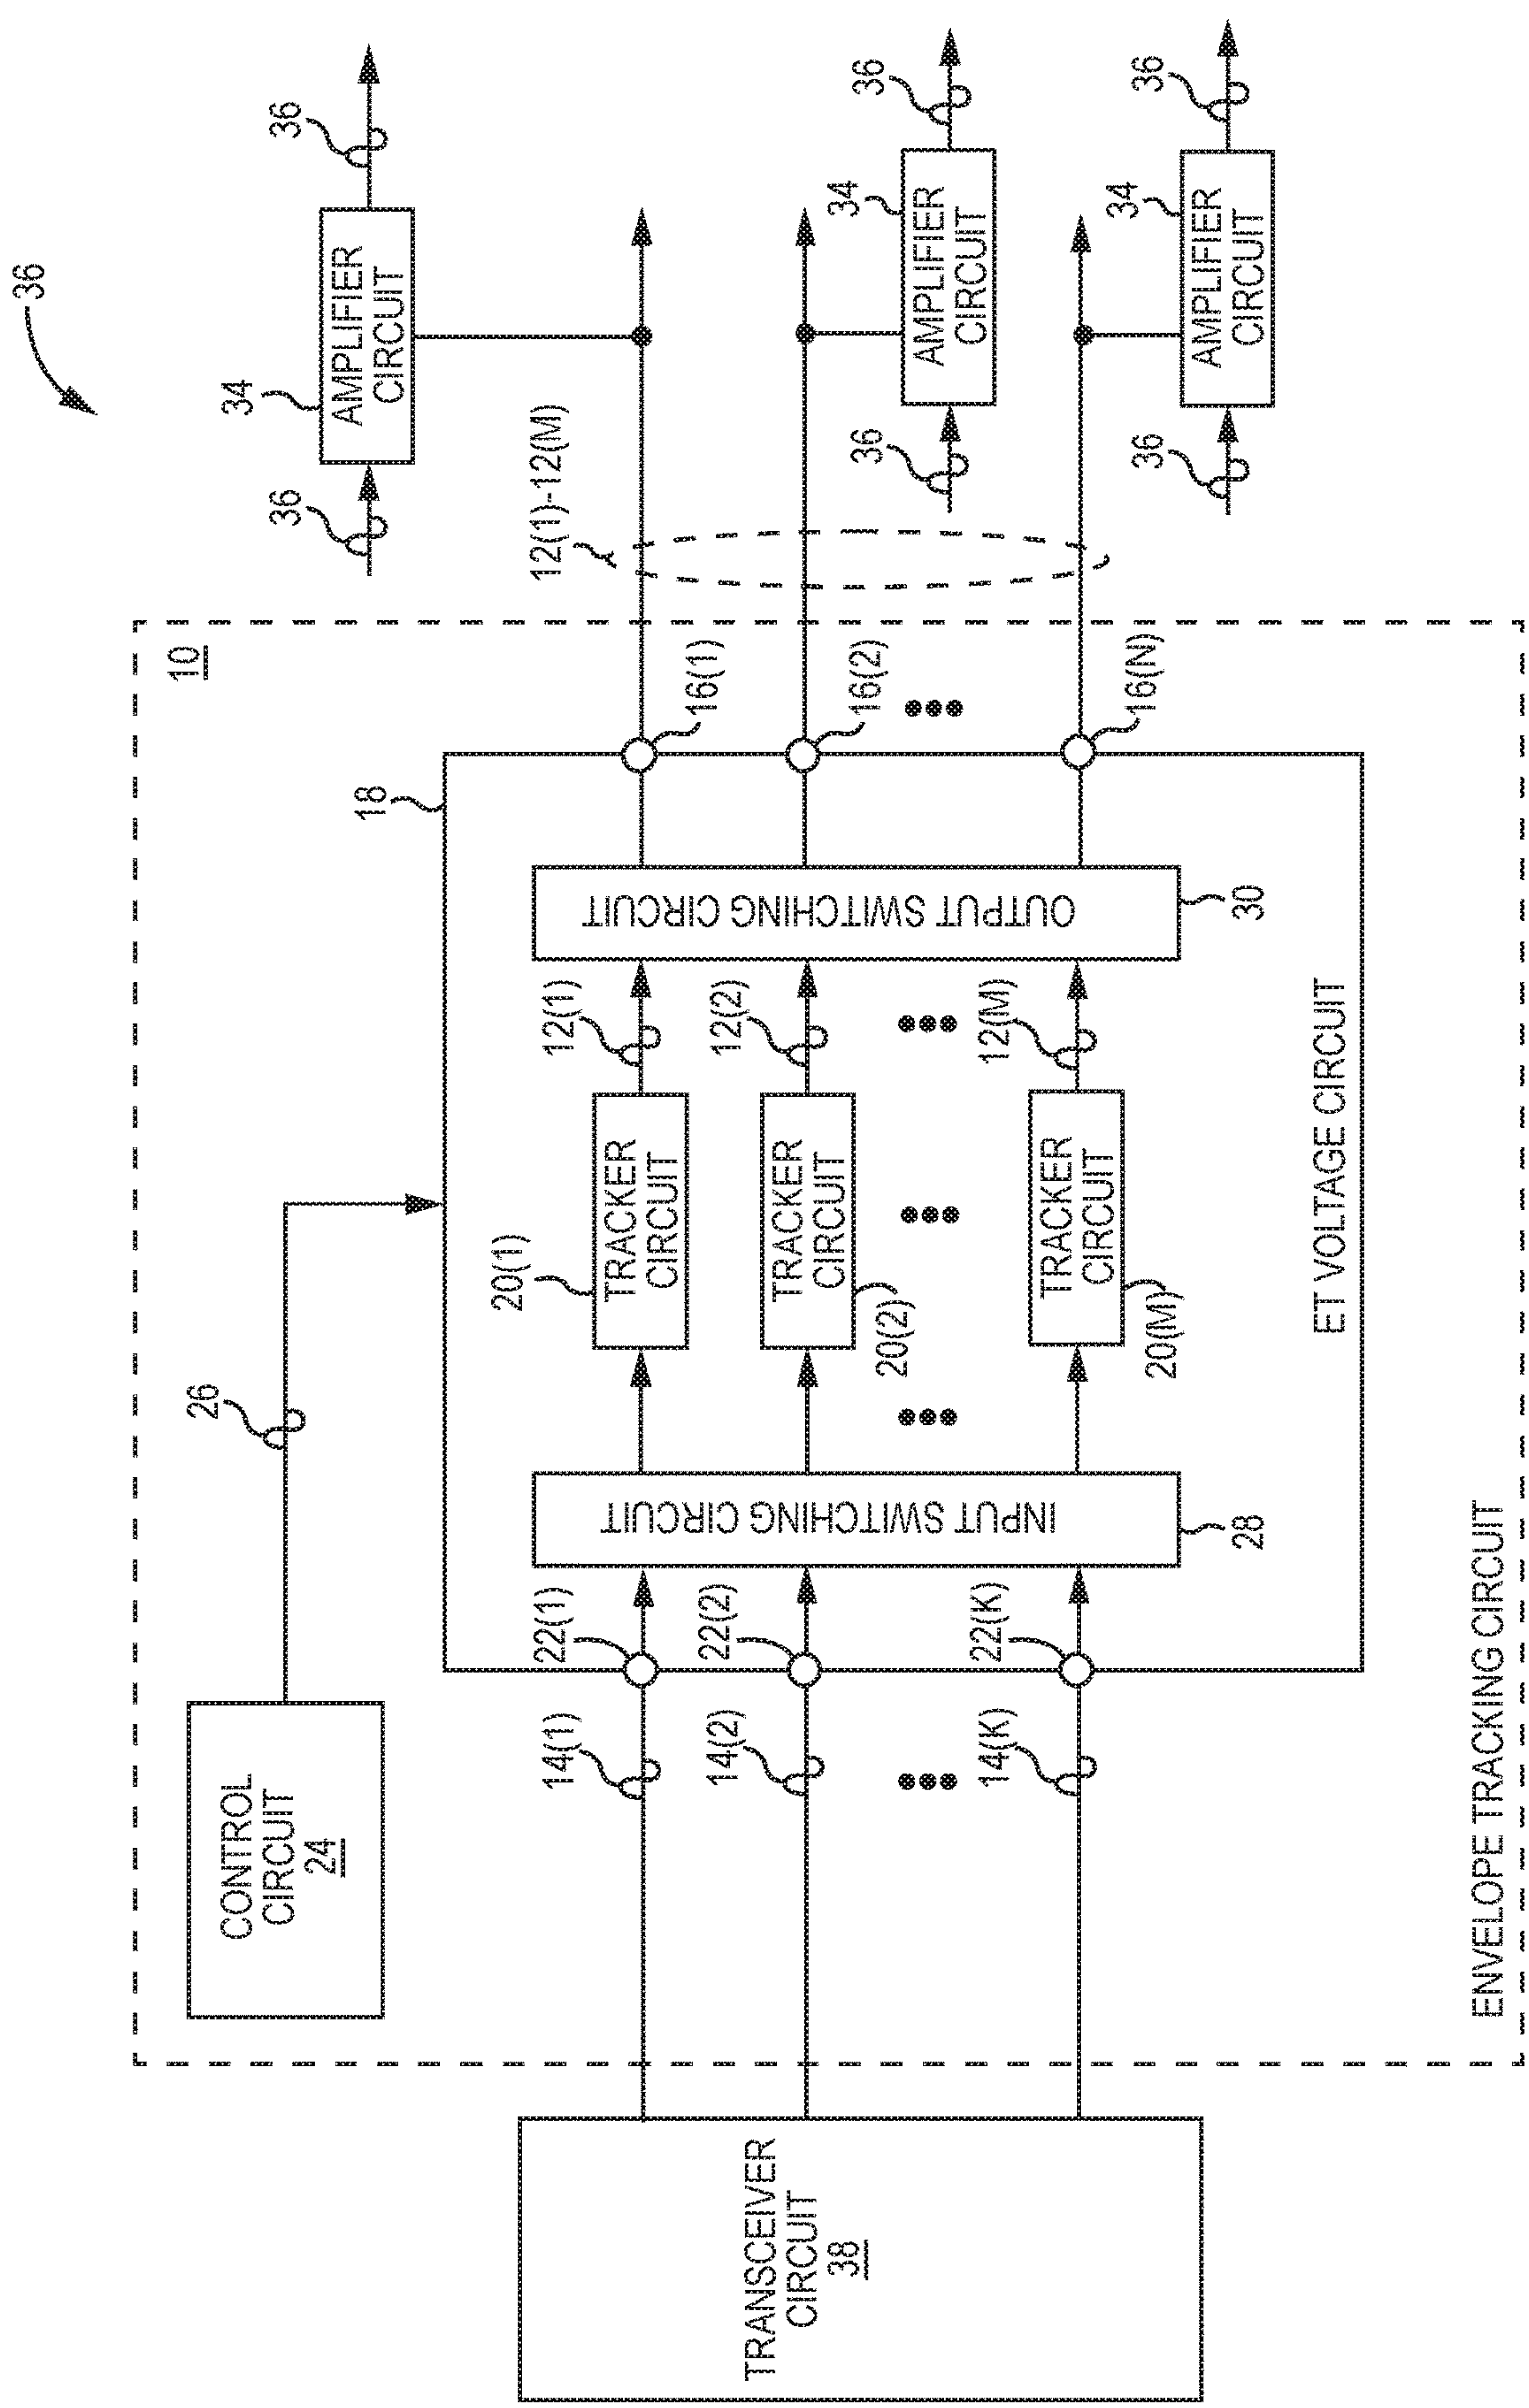 36
36
34
AMPLIFIER
CIRCUIT
36
12(1)-12(M)
36
34
AMPLIFIER
CIRCUIT
36
36
34
AMPLIFIER
CIRCUIT
36
10
CONTROL
CIRCUIT
24
26
18
14(1)
22(1)
20(1)
TRACKER
CIRCUIT
12(1)
16(1)
14(2)
22(2)
TRACKER
CIRCUIT
20(2)
12(2)
16(2)
14(K)
22(K)
TRACKER
CIRCUIT
20(M)
12(M)
16(N)
INPUT SWITCHING CIRCUIT
28
OUTPUT SWITCHING CIRCUIT
30
ET VOLTAGE CIRCUIT
ENVELOPE TRACKING CIRCUIT
TRANSCEIVER
CIRCUIT
38